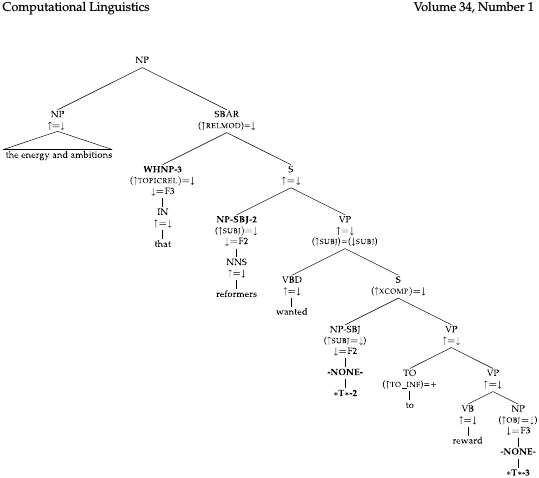 Computational Linguistics Volume 34, Number 1
NP
NP SBAR
↑=↓ (↑RELMOD)=↓
the energy and ambitions
WHNP-3 S
(↑TOPICREL)=↓ ↑=↓
↓=F3
IN NP-SBJ-2 VP
↑=↓ (↑SUBJ)=↓ ↑=↓
that ↓=F2 (↑SUBJ)=(↓SUBJ)
NNS
↑=↓ VBD S
reformers ↑=↓ (↑XCOMP)=↓
wanted
NP-SBJ VP
(↑SUBJ=↓) ↑=↓
↓=F2
-NONE- TO VP
*T*-2 (↑TO_INF)=+ ↑=↓
to
VB NP
↑=↓ (↑OBJ=↓)
reward ↓=F3
-NONE-
*T*-3